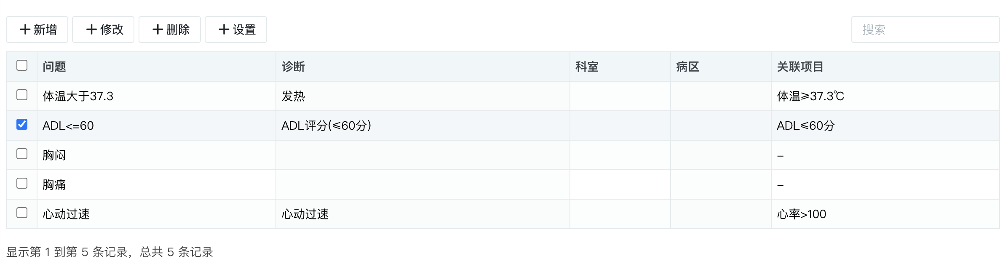 新增 修改 删除 设置 搜索
问题 诊断 科室 病区 关联项目
体温大于37.3 发热 体温≥37.3℃
ADL<=60 ADL评分(≤60分) ADL≤60分
胸闷 –
胸痛 –
心动过速 心动过速 心率>100
显示第 1 到第 5 条记录，总共 5 条记录